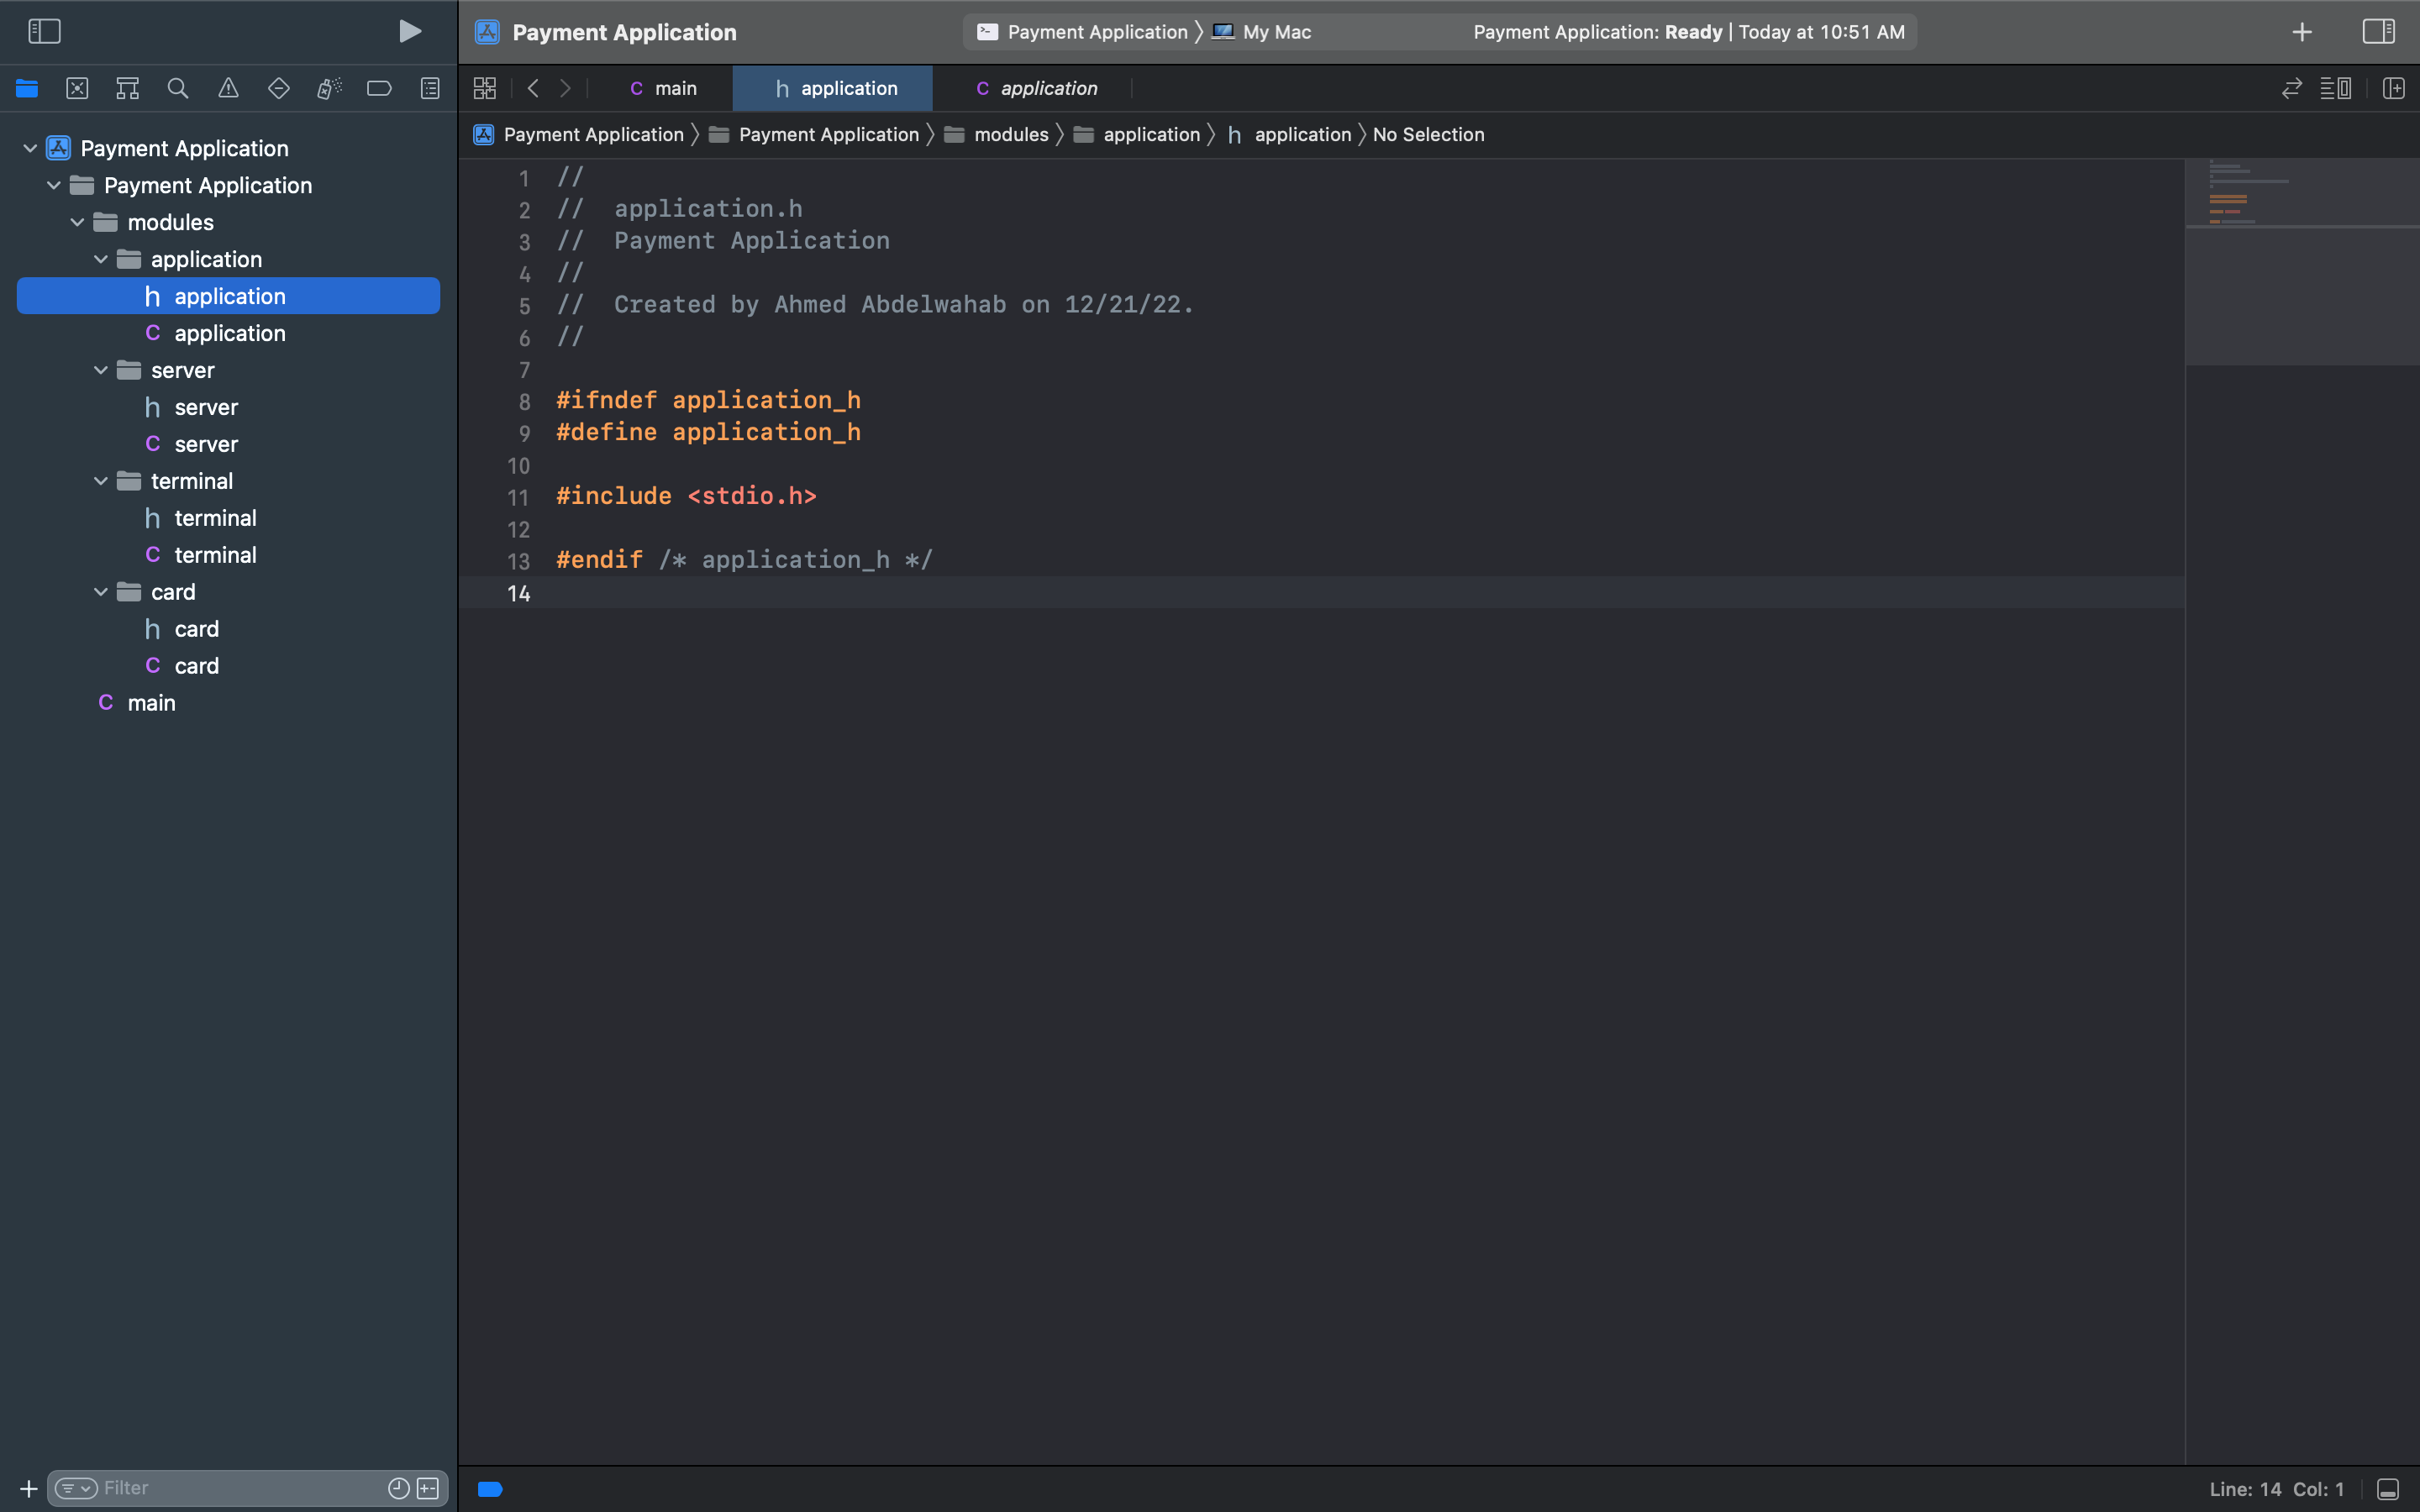 Payment Application
Payment Application
My Mac
Payment Application: Ready | Today at 10:51 AM
main
application
application
Payment Application
Payment Application
modules
application
application
No Selection
Payment Application
Payment Application
modules
application
h application
C application
server
h server
C server
terminal
h terminal
C terminal
card
h card
C card
C main
1 //
2 //  application.h
3 //  Payment Application
4 //
5 //  Created by Ahmed Abdelwahab on 12/21/22.
6 //
7
8 #ifndef application_h
9 #define application_h
10
11 #include <stdio.h>
12
13 #endif /* application_h */
14
Filter
Line: 14 Col: 1